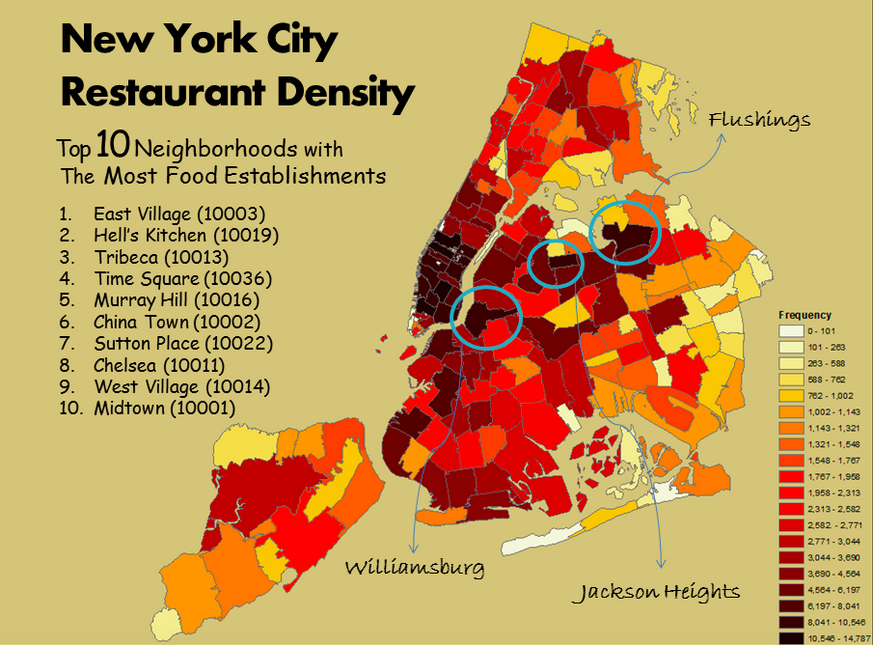 New York City
Restaurant Density
Top 10 Neighborhoods with
The Most Food Establishments
1. East Village (10003)
2. Hell's Kitchen (10019)
3. Tribeca (10013)
4. Time Square (10036)
5. Murray Hill (10016)
6. China Town (10002)
7. Sutton Place (10022)
8. Chelsea (10011)
9. West Village (10014)
10. Midtown (10001)
Flushings
Williamsburg
Jackson Heights
Frequency
0 - 101
101 - 263
263 - 588
588 - 762
762 - 1,002
1,002 - 1,143
1,143 - 1,321
1,321 - 1,548
1,548 - 1,767
1,767 - 1,958
1,958 - 2,313
2,313 - 2,582
2,582. - 2,771
2,771 - 3,044
3,044 - 3,690
3,690 - 4,564
4,564 - 6,197
6,197 - 8,041
8,041 - 10,546
10,546 - 14,787